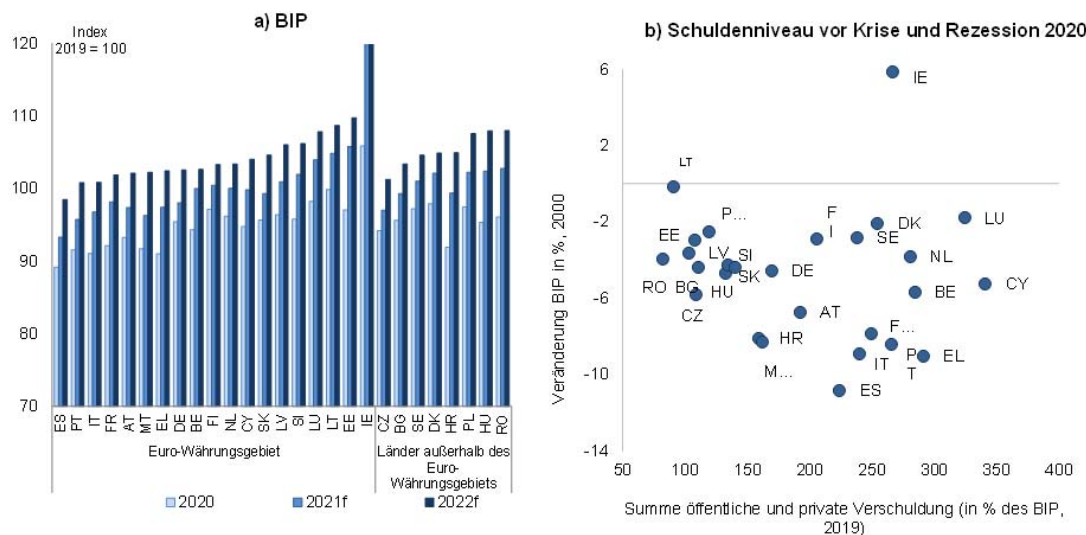 a) BIP
Index
2019 = 100
120
110
100
90
80
70
ES PT IT FR AT MT EL DE BE FI NL CY SK LV SI LU LT EE IE CZ BG SE DK HR PL HU RO
Euro-Währungsgebiet
Länder außerhalb des
Euro-
Währungsgebiets
2020 2021f 2022f
b) Schuldenniveau vor Krise und Rezession 2020
Veränderung BIP in %, 2000
6
2
-2
-6
-10
-14
IE
LT
P...
F
I
DK
LU
EE
SE
LV
SI
NL
SK
DE
RO
BG
HU
BE
CY
CZ
AT
F...
HR
P
T
IT
EL
M...
ES
50 100 150 200 250 300 350 400
Summe öffentliche und private Verschuldung (in % des BIP,
2019)